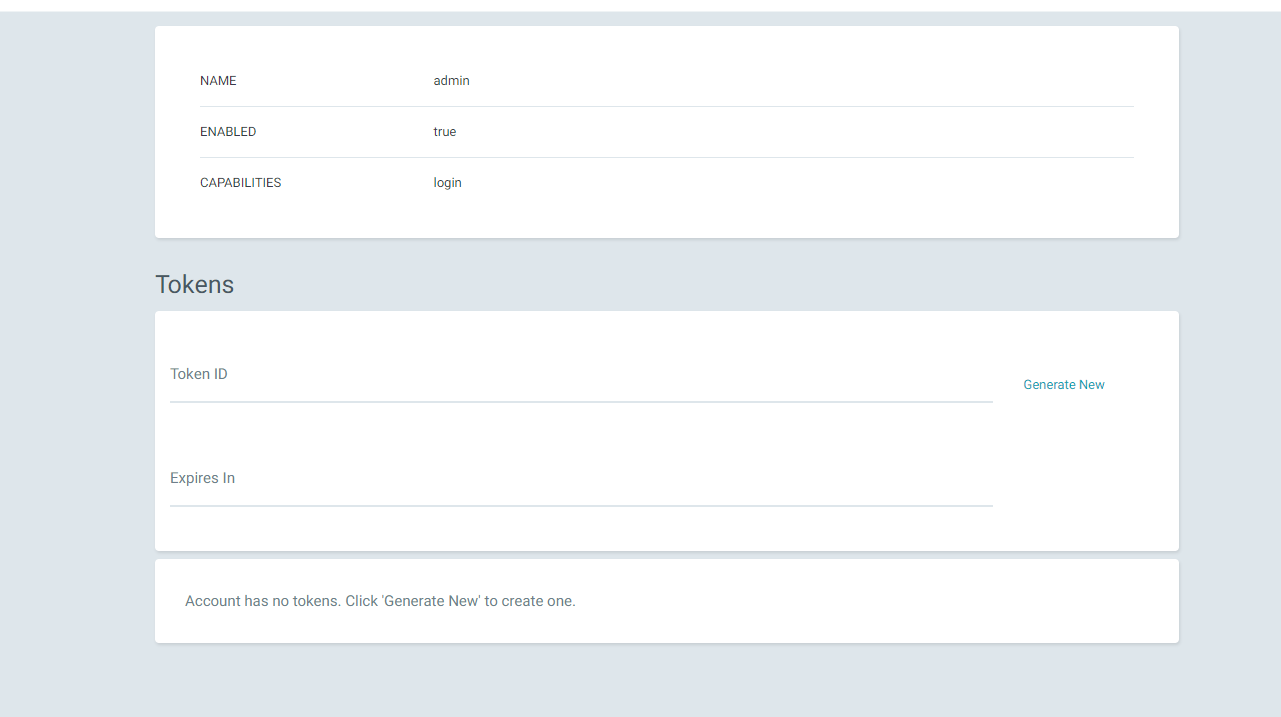 NAME admin
ENABLED true
CAPABILITIES login
Tokens
Token ID
Generate New
Expires In
Account has no tokens. Click 'Generate New' to create one.